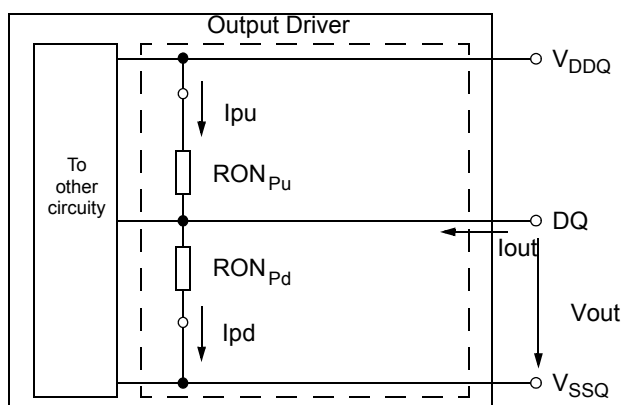 Output Driver
VDDQ
Ipu
To
other
circuity
RONPu
DQ
Iout
RONPd
Vout
Ipd
VSSQ